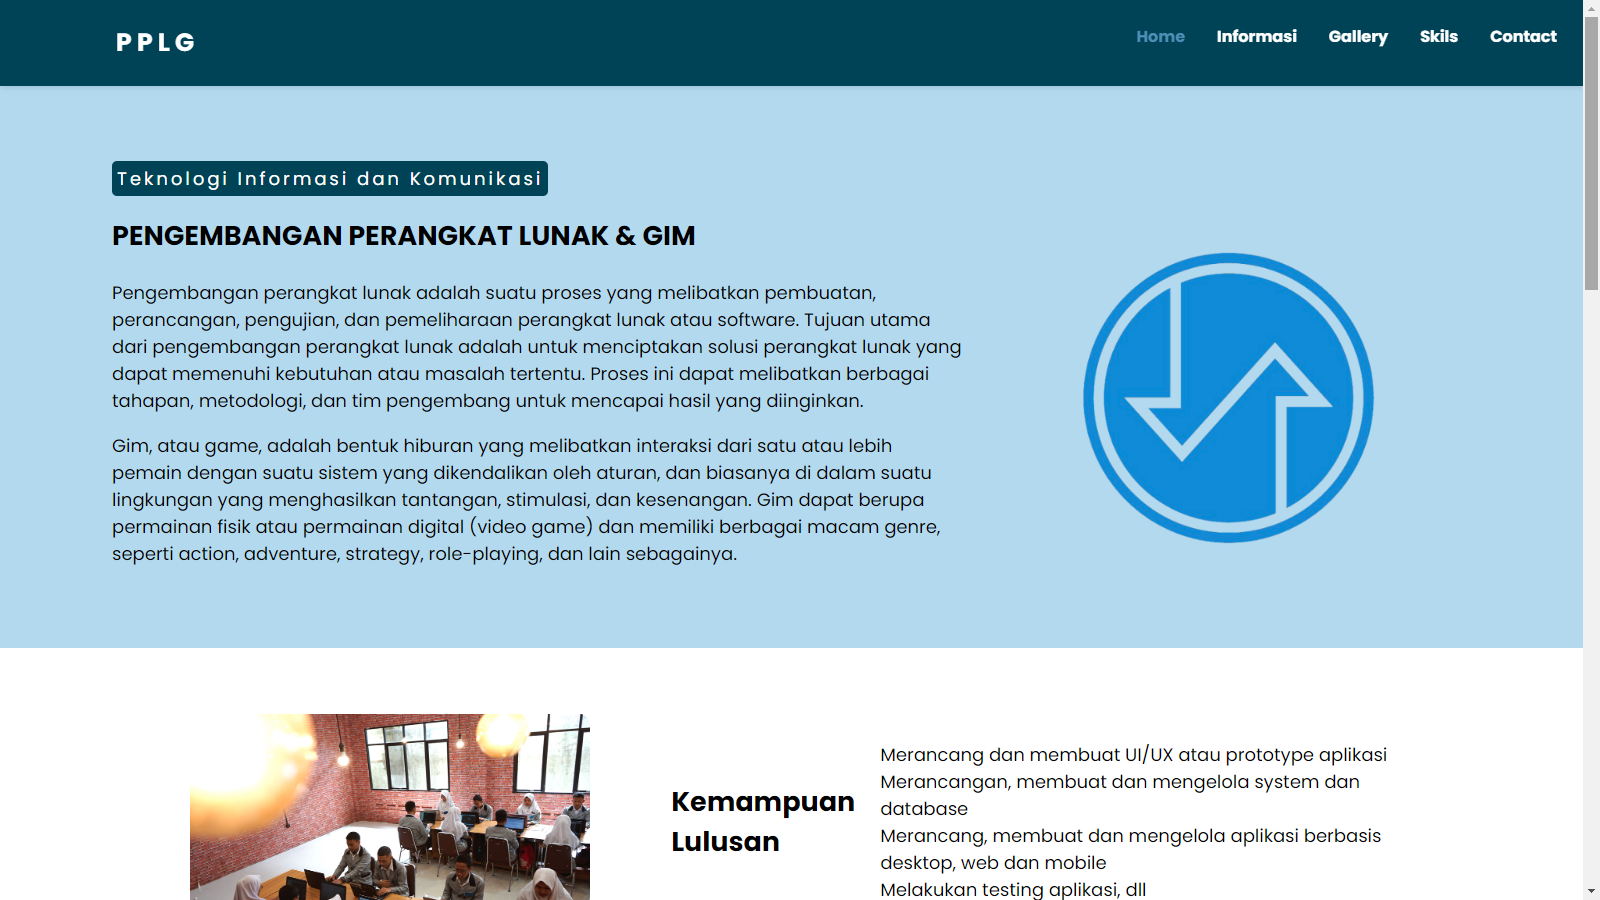 PPLG
Home
Informasi
Gallery
Skils
Contact
Teknologi Informasi dan Komunikasi
PENGEMBANGAN PERANGKAT LUNAK & GIM
Pengembangan perangkat lunak adalah suatu proses yang melibatkan pembuatan,
perancangan, pengujian, dan pemeliharaan perangkat lunak atau software. Tujuan utama
dari pengembangan perangkat lunak adalah untuk menciptakan solusi perangkat lunak yang
dapat memenuhi kebutuhan atau masalah tertentu. Proses ini dapat melibatkan berbagai
tahapan, metodologi, dan tim pengembang untuk mencapai hasil yang diinginkan.
Gim, atau game, adalah bentuk hiburan yang melibatkan interaksi dari satu atau lebih
pemain dengan suatu sistem yang dikendalikan oleh aturan, dan biasanya di dalam suatu
lingkungan yang menghasilkan tantangan, stimulasi, dan kesenangan. Gim dapat berupa
permainan fisik atau permainan digital (video game) dan memiliki berbagai macam genre,
seperti action, adventure, strategy, role-playing, dan lain sebagainya.
Kemampuan
Lulusan
Merancang dan membuat UI/UX atau prototype aplikasi
Merancangan, membuat dan mengelola system dan
database
Merancang, membuat dan mengelola aplikasi berbasis
desktop, web dan mobile
Melakukan testing aplikasi, dll